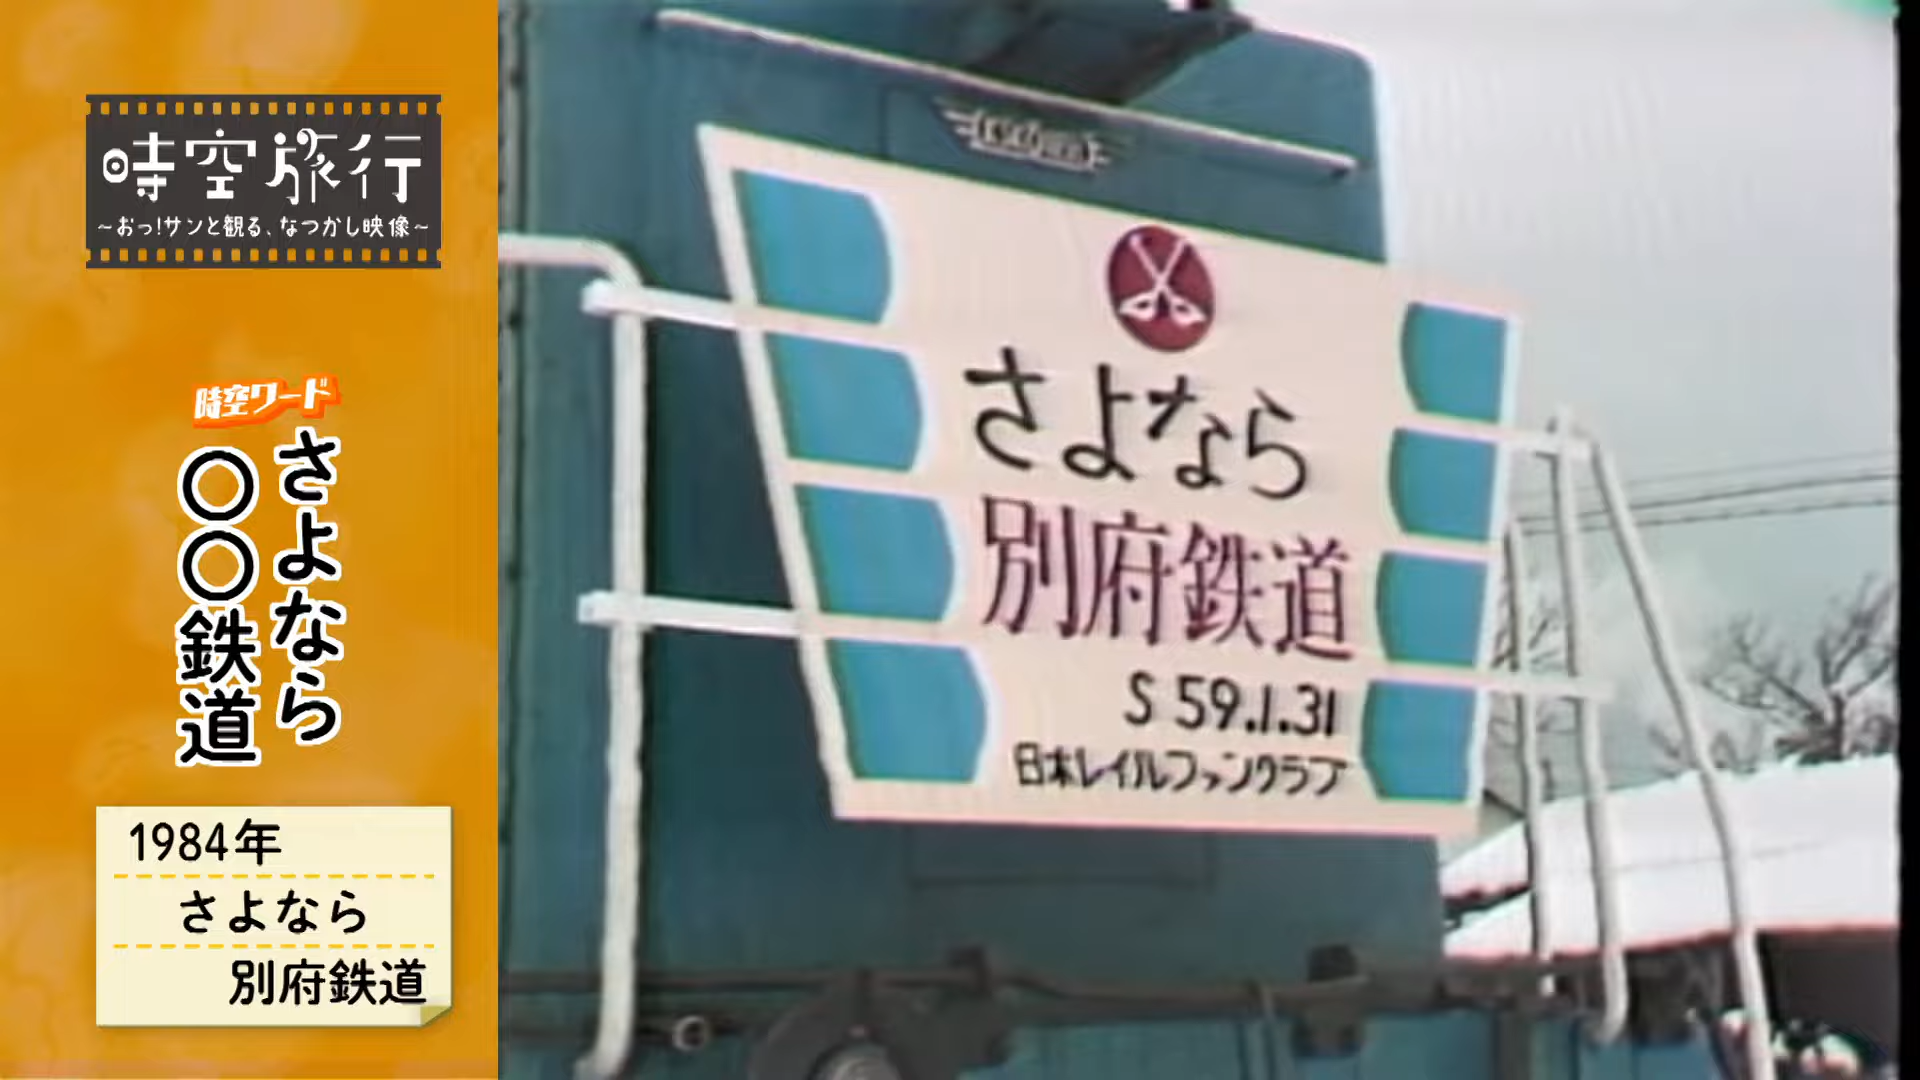 時空旅行
～おっ!サンと観る、なつかし映像～
時空ワード
さよなら
〇〇鉄道
1984年
さよなら
別府鉄道
さよなら
別府鉄道
S 59.1.31
日本レイルファンクラブ